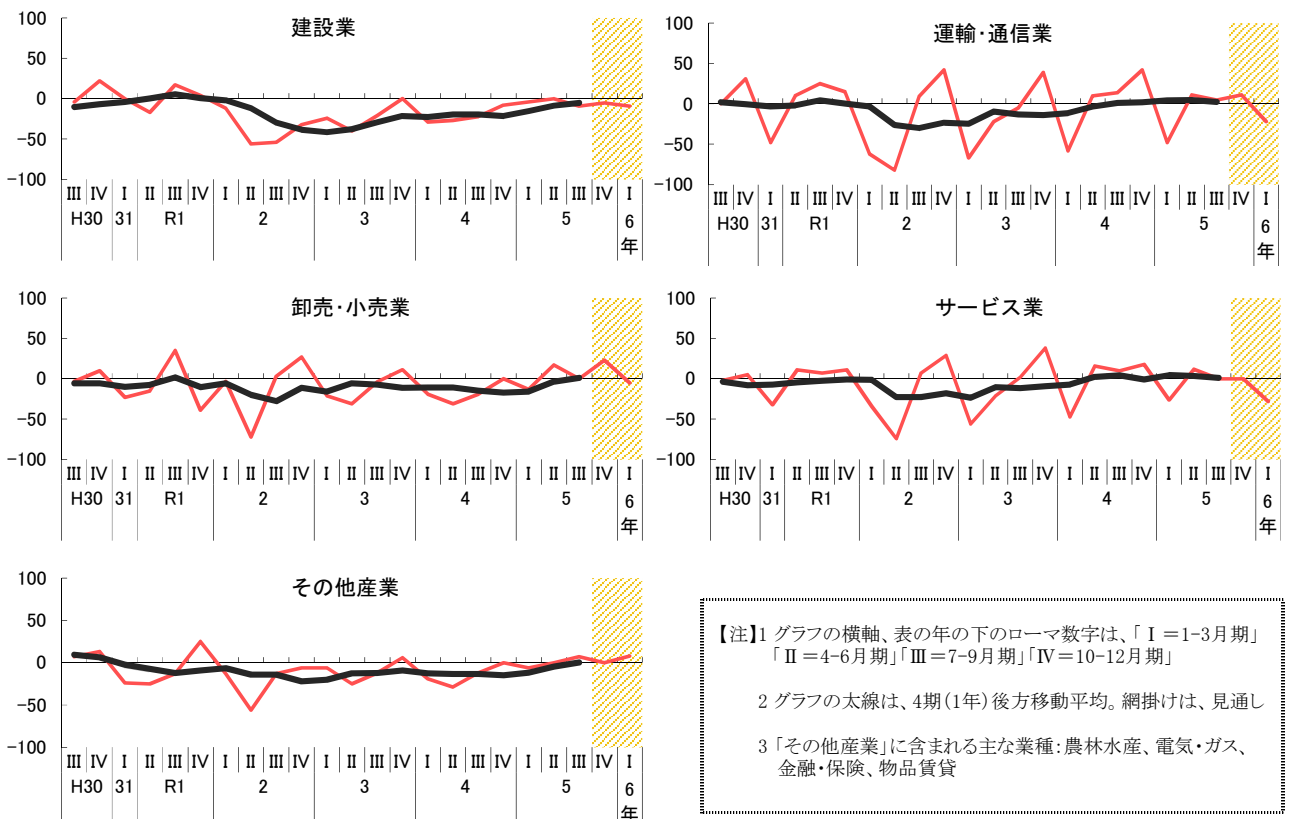 建設業
100
50
0
−50
−100
Ⅲ Ⅳ Ⅰ Ⅱ Ⅲ Ⅳ Ⅰ Ⅱ Ⅲ Ⅳ Ⅰ Ⅱ Ⅲ Ⅳ Ⅰ Ⅱ Ⅲ Ⅳ Ⅰ Ⅱ Ⅲ Ⅳ Ⅰ
H30 31 R1 2 3 4 5 6
年
運輸・通信業
100
50
0
−50
−100
Ⅲ Ⅳ Ⅰ Ⅱ Ⅲ Ⅳ Ⅰ Ⅱ Ⅲ Ⅳ Ⅰ Ⅱ Ⅲ Ⅳ Ⅰ Ⅱ Ⅲ Ⅳ Ⅰ Ⅱ Ⅲ Ⅳ Ⅰ
H30 31 R1 2 3 4 5 6
年
卸売・小売業
100
50
0
−50
−100
Ⅲ Ⅳ Ⅰ Ⅱ Ⅲ Ⅳ Ⅰ Ⅱ Ⅲ Ⅳ Ⅰ Ⅱ Ⅲ Ⅳ Ⅰ Ⅱ Ⅲ Ⅳ Ⅰ Ⅱ Ⅲ Ⅳ Ⅰ
H30 31 R1 2 3 4 5 6
年
サービス業
100
50
0
−50
−100
Ⅲ Ⅳ Ⅰ Ⅱ Ⅲ Ⅳ Ⅰ Ⅱ Ⅲ Ⅳ Ⅰ Ⅱ Ⅲ Ⅳ Ⅰ Ⅱ Ⅲ Ⅳ Ⅰ Ⅱ Ⅲ Ⅳ Ⅰ
H30 31 R1 2 3 4 5 6
年
その他産業
100
50
0
−50
−100
Ⅲ Ⅳ Ⅰ Ⅱ Ⅲ Ⅳ Ⅰ Ⅱ Ⅲ Ⅳ Ⅰ Ⅱ Ⅲ Ⅳ Ⅰ Ⅱ Ⅲ Ⅳ Ⅰ Ⅱ Ⅲ Ⅳ Ⅰ
H30 31 R1 2 3 4 5 6
年
【注】1 グラフの横軸、表の年の下のローマ数字は、「Ⅰ＝1-3月期」
「Ⅱ＝4-6月期」「Ⅲ＝7-9月期」「Ⅳ＝10-12月期」
2 グラフの太線は、4期(1年)後方移動平均。網掛けは、見通し
3 「その他産業」に含まれる主な業種：農林水産、電気・ガス、
金融・保険、物品賃貸